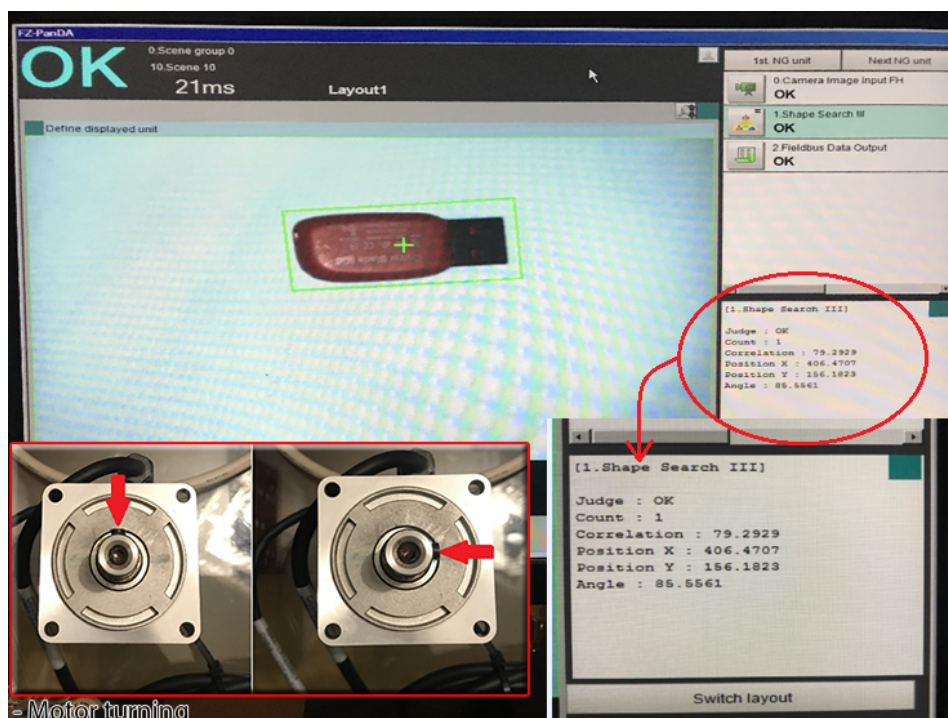 FZ-PanDA
OK
0.Scene group 0
10.Scene 10
21ms
Layout1
1st. NG unit
Next NG unit
0.Camera Image Input FH
OK
1.Shape Search III
OK
2.Fieldbus Data Output
OK
Define displayed unit
[1.Shape Search III]
Judge : OK
Count : 1
Correlation : 79.2929
Position X : 406.4707
Position Y : 156.1823
Angle : 85.5561
[1.Shape Search III]
Judge : OK
Count : 1
Correlation : 79.2929
Position X : 406.4707
Position Y : 156.1823
Angle : 85.5561
Switch layout
- Motor turning